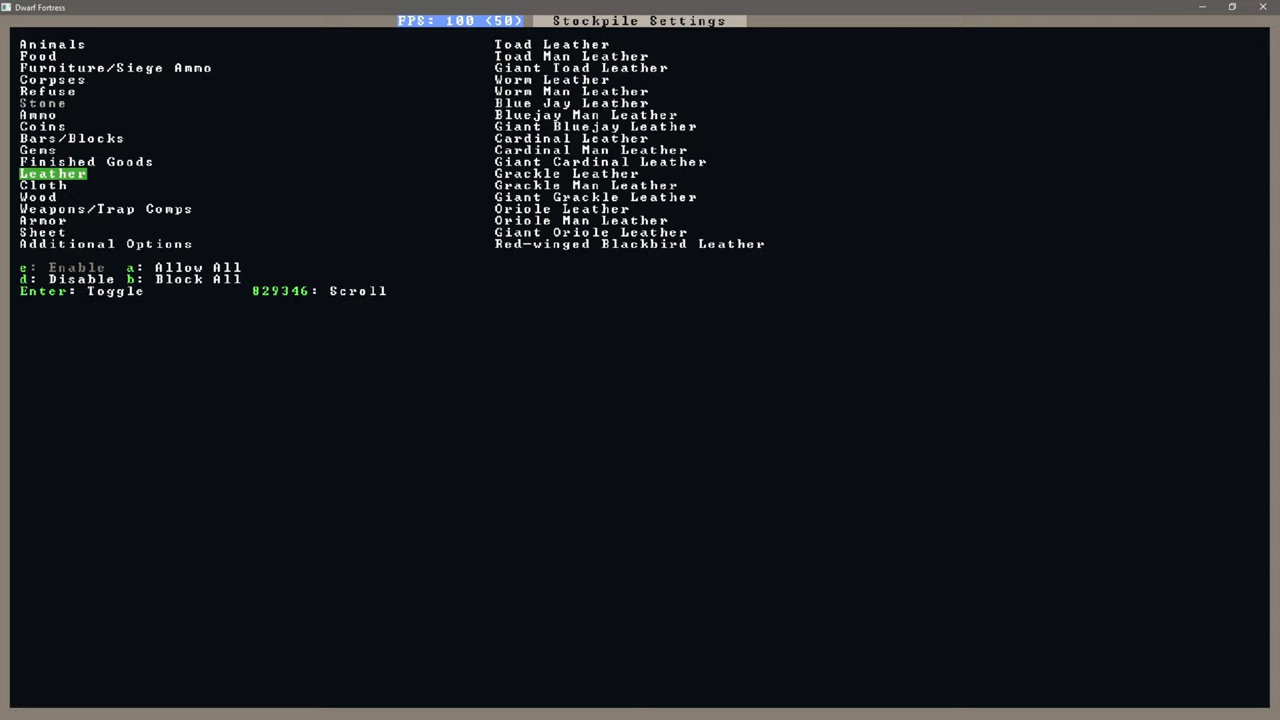 Dwarf Fortress
FPS: 100 (50) Stockpile Settings
Animals
Food
Furniture/Siege Ammo
Corpses
Refuse
Stone
Ammo
Coins
Bars/Blocks
Gems
Finished Goods
Leather
Cloth
Wood
Weapons/Trap Comps
Armor
Sheet
Additional Options
e: Enable a: Allow All
d: Disable b: Block All
Enter: Toggle 829346: Scroll
Toad Leather
Toad Man Leather
Giant Toad Leather
Worm Leather
Worm Man Leather
Blue Jay Leather
Bluejay Man Leather
Giant Bluejay Leather
Cardinal Leather
Cardinal Man Leather
Giant Cardinal Leather
Grackle Leather
Grackle Man Leather
Giant Grackle Leather
Oriole Leather
Oriole Man Leather
Giant Oriole Leather
Red-winged Blackbird Leather